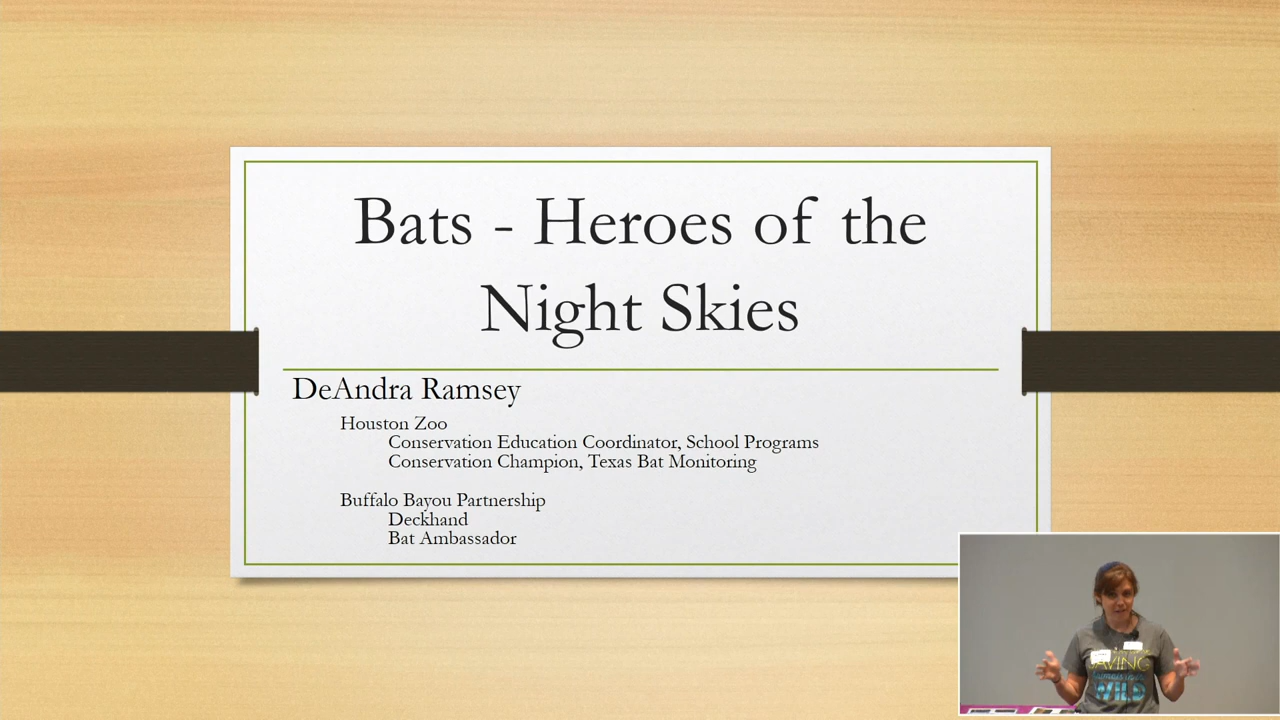 Bats - Heroes of the
Night Skies
DeAndra Ramsey
Houston Zoo
Conservation Education Coordinator, School Programs
Conservation Champion, Texas Bat Monitoring
Buffalo Bayou Partnership
Deckhand
Bat Ambassador
WILD